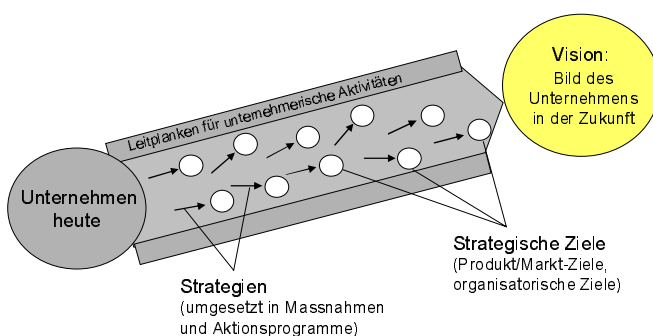 Vision:
Bild des
Unternehmens
in der Zukunft
Leitplanken für unternehmerische Aktivitäten
Unternehmen
heute
Strategische Ziele
(Produkt/Markt-Ziele,
organisatorische Ziele)
Strategien
(umgesetzt in Massnahmen
und Aktionsprogramme)